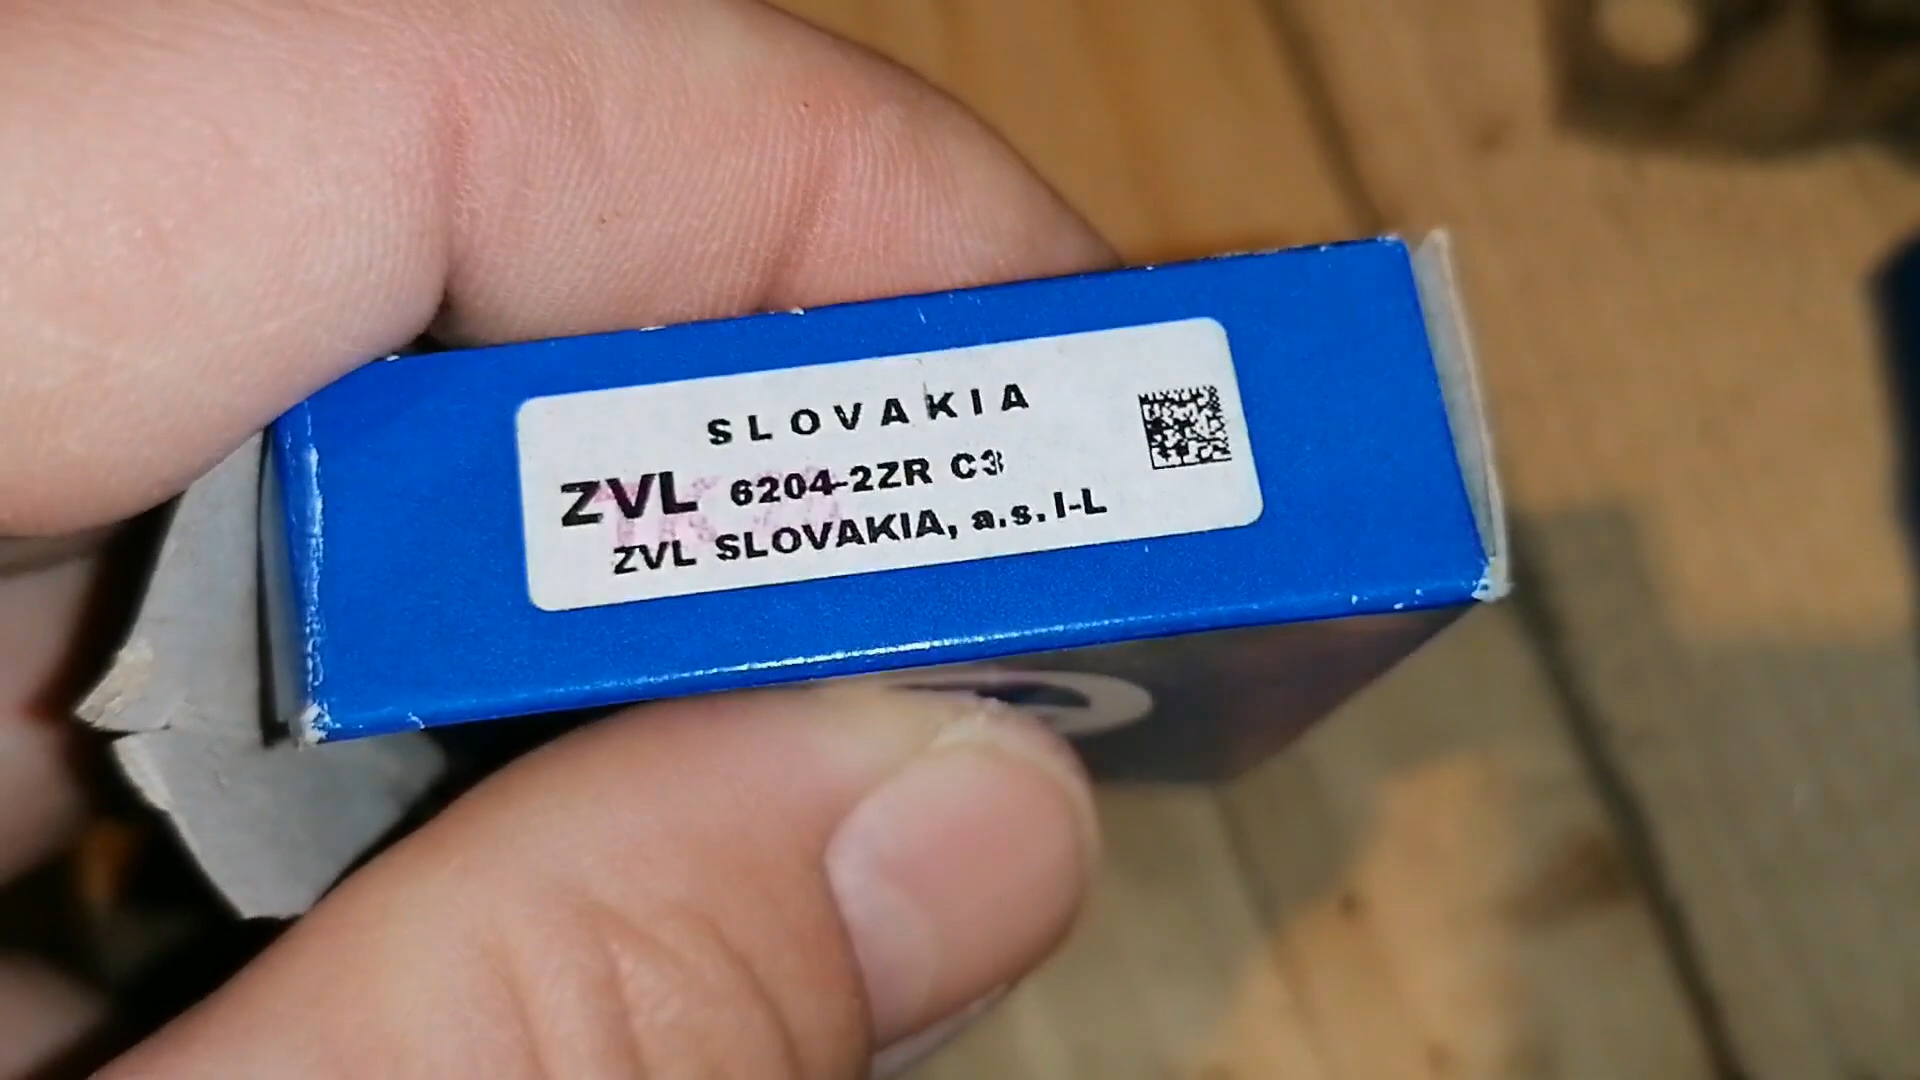 SLOVAKIA
ZVL 6204-2ZR C3
ZVL SLOVAKIA, a.s. I-L